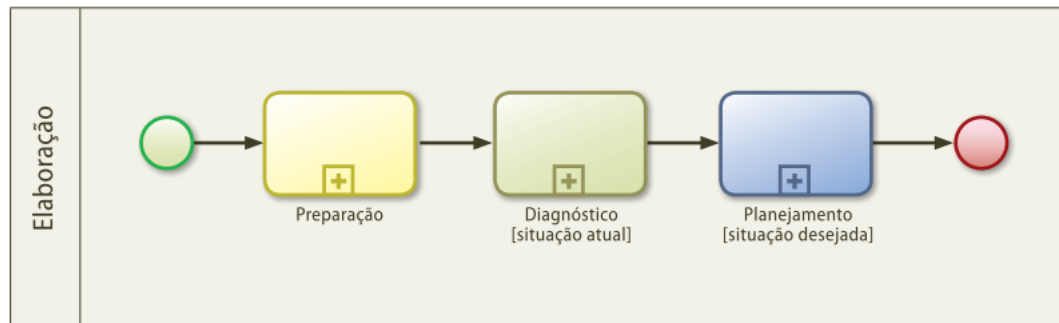 Elaboração
Preparação
Diagnóstico
[situação atual]
Planejamento
[situação desejada]